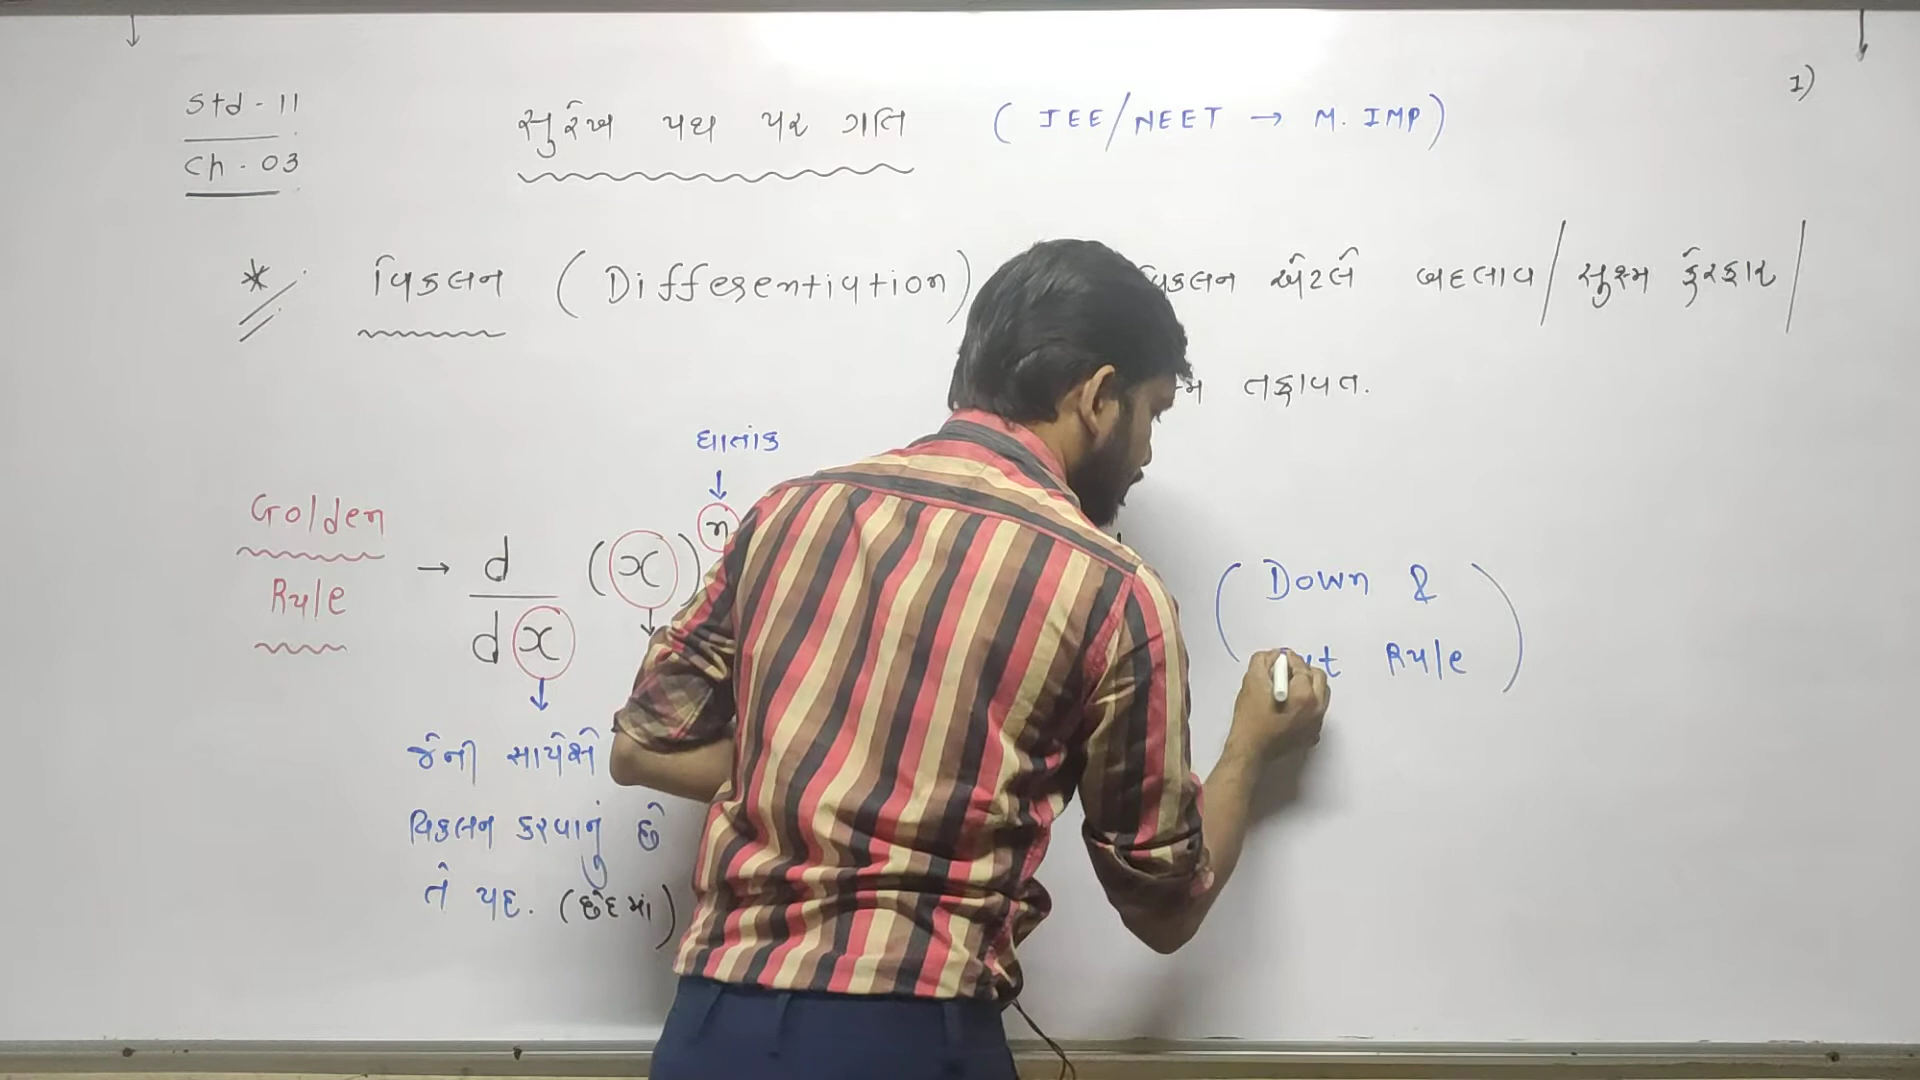 Std - 11
Ch - 03
સુરેખ પથ પર ગતિ ( JEE/NEET → M. IMP )
1)
* વિકલન ( Differentiation ) વિકલન એટલે બદલાવ / સુક્ષ્મ ફેરફાર /
તફાવત.
ઘાતાંક
Golden
Rule → d/dx (x)^n
( Down &
Rule )
જેની સાપેક્ષે
વિકલન કરવાનું છે
તે પદ. (છેદમાં)